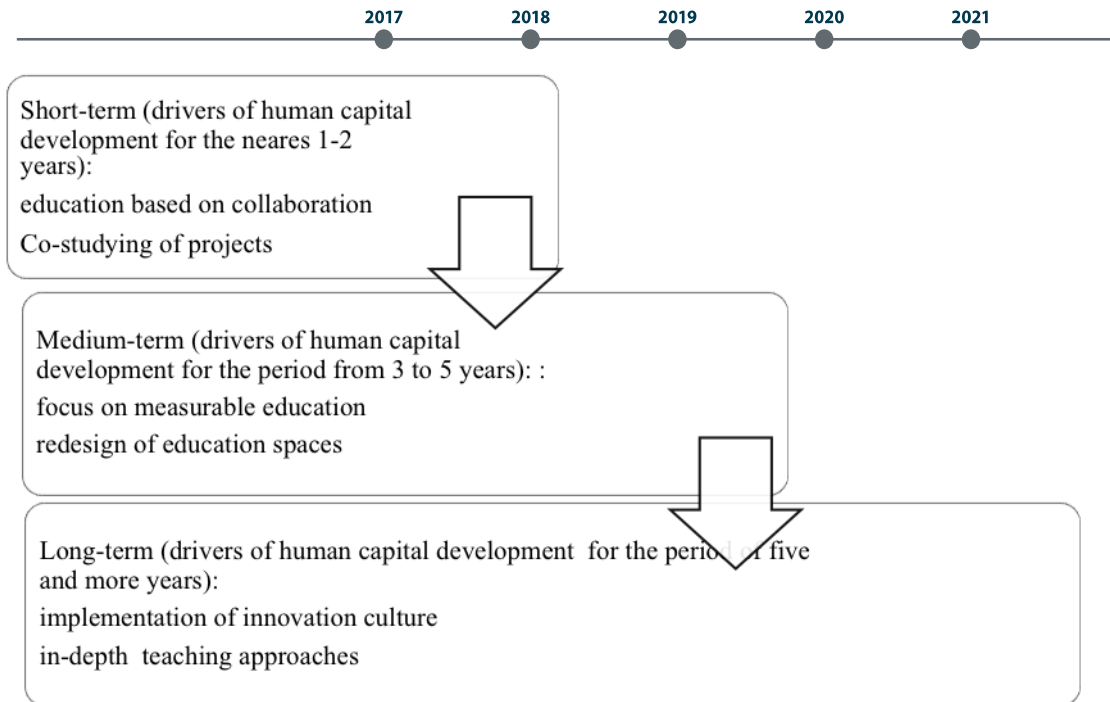 2017 2018 2019 2020 2021
Short-term (drivers of human capital
development for the neares 1-2
years):
education based on collaboration
Co-studying of projects
Medium-term (drivers of human capital
development for the period from 3 to 5 years): :
focus on measurable education
redesign of education spaces
Long-term (drivers of human capital development for the period of five
and more years):
implementation of innovation culture
in-depth teaching approaches